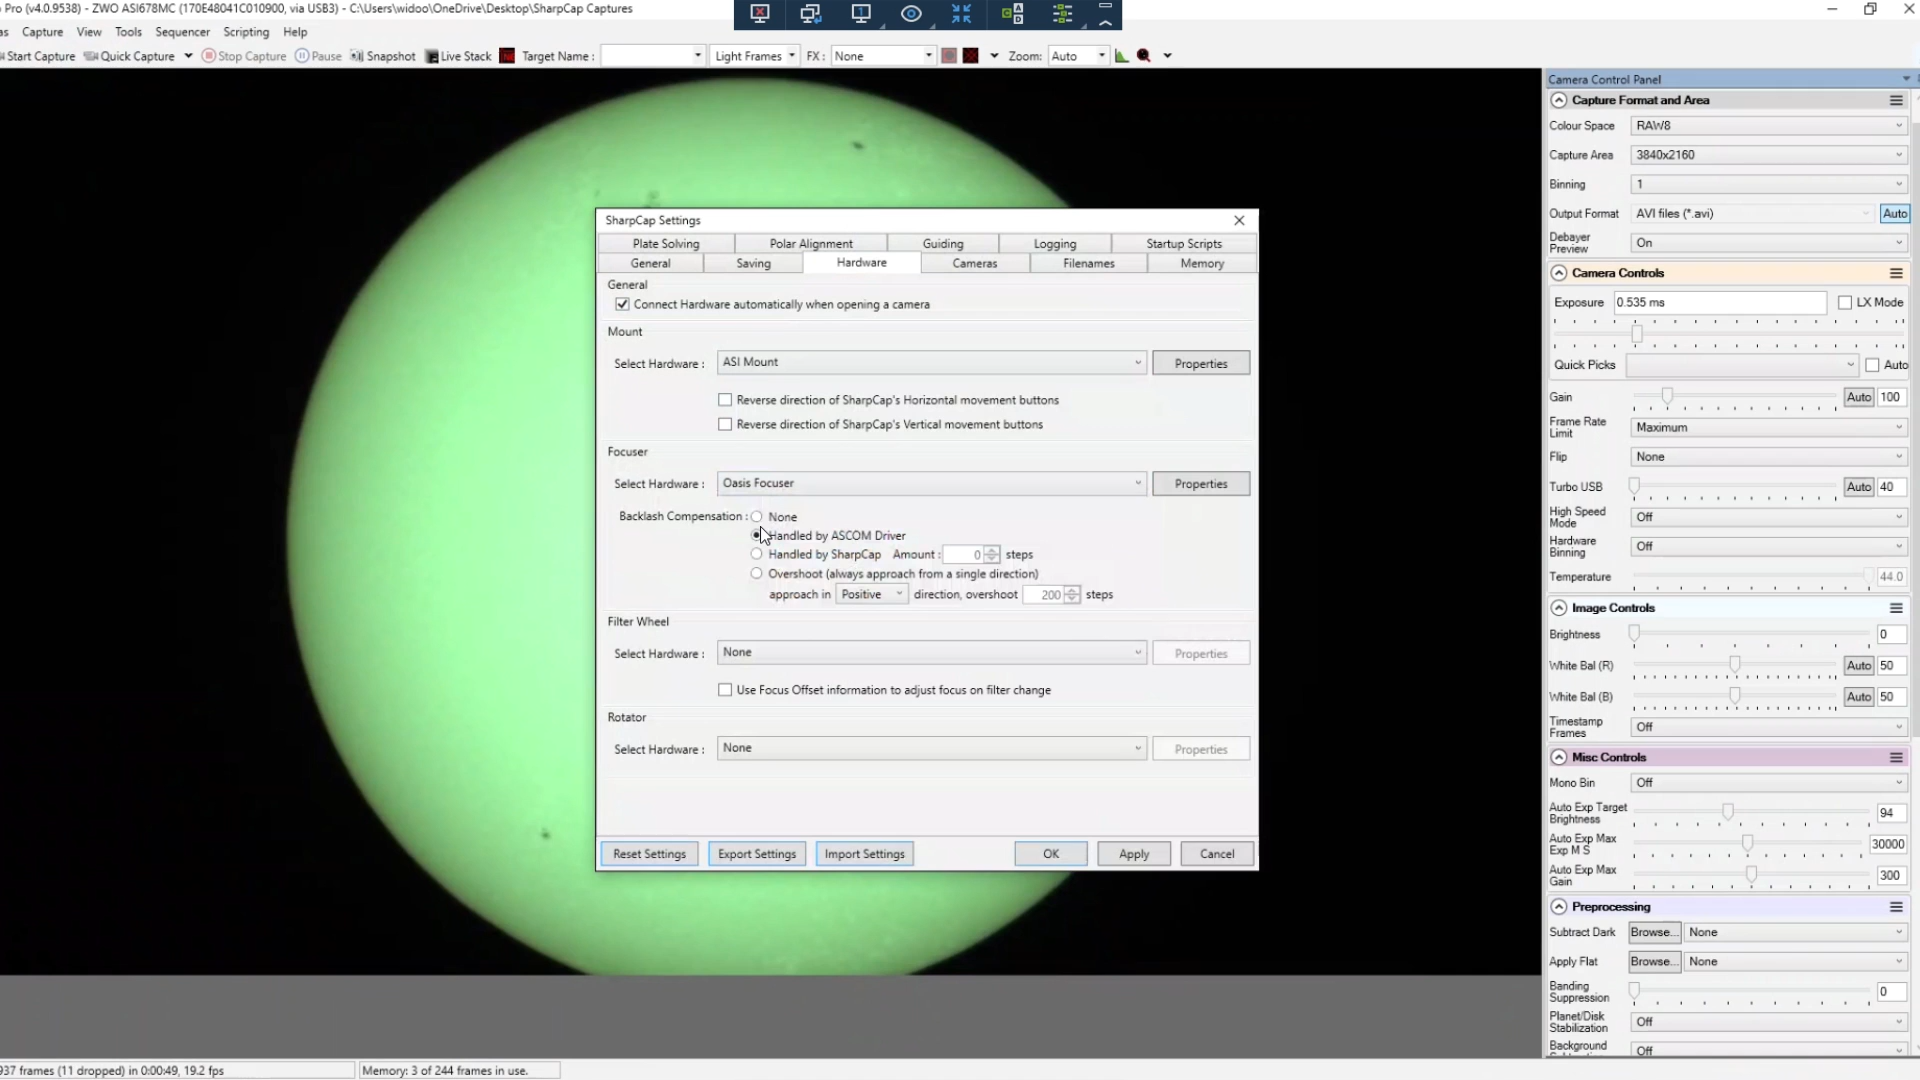 Pro (v4.0.9538) - ZWO ASI678MC (170E48041C010900, via USB3) - C:\Users\widoo\OneDrive\Desktop\SharpCap Captures
as Capture View Tools Sequencer Scripting Help
Start Capture Quick Capture Stop Capture Pause Snapshot Live Stack Target Name : Light Frames FX : None Zoom: Auto
SharpCap Settings
Plate Solving Polar Alignment Guiding Logging Startup Scripts
General Saving Hardware Cameras Filenames Memory
General
Connect Hardware automatically when opening a camera
Mount
Select Hardware : ASI Mount Properties
Reverse direction of SharpCap's Horizontal movement buttons
Reverse direction of SharpCap's Vertical movement buttons
Focuser
Select Hardware : Oasis Focuser Properties
Backlash Compensation : None
Handled by ASCOM Driver
Handled by SharpCap Amount : 0 steps
Overshoot (always approach from a single direction)
approach in Positive direction, overshoot 200 steps
Filter Wheel
Select Hardware : None Properties
Use Focus Offset information to adjust focus on filter change
Rotator
Select Hardware : None Properties
Reset Settings Export Settings Import Settings OK Apply Cancel
Camera Control Panel
Capture Format and Area
Colour Space RAW8
Capture Area 3840x2160
Binning 1
Output Format AVI files (*.avi) Auto
Debayer
Preview On
Camera Controls
Exposure 0.535 ms LX Mode
Quick Picks Auto
Gain Auto 100
Frame Rate
Limit Maximum
Flip None
Turbo USB Auto 40
High Speed
Mode Off
Hardware
Binning Off
Temperature 44.0
Image Controls
Brightness 0
White Bal (R) Auto 50
White Bal (B) Auto 50
Timestamp
Frames Off
Misc Controls
Mono Bin Off
Auto Exp Target
Brightness 94
Auto Exp Max
Exp M S 30000
Auto Exp Max
Gain 300
Preprocessing
Subtract Dark Browse... None
Apply Flat Browse... None
Banding
Suppression 0
Planet/Disk
Stabilization Off
Background
Off
937 frames (11 dropped) in 0:00:49, 19.2 fps Memory: 3 of 244 frames in use.